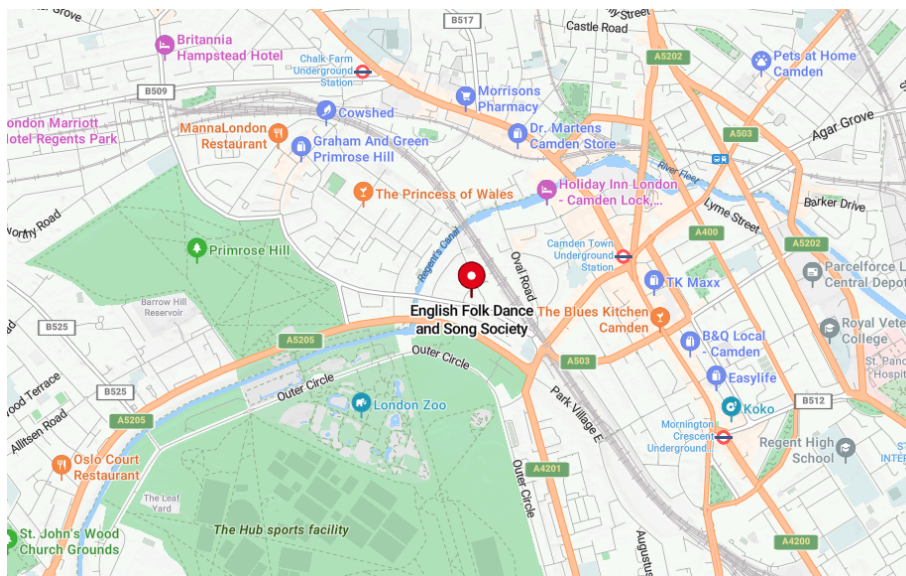 B517
Castle Road
Britannia
Hampstead Hotel
Chalk Farm
Underground
Station
A5202
Pets at Home
Camden
B509
Morrisons
Pharmacy
Cowshed
MannaLondon
Restaurant
Graham And Green
Primrose Hill
Dr. Martens
Camden Store
A503
Agar Grove
London Marriott
Hotel Regents Park
River Fleet
The Princess of Wales
Holiday Inn London
- Camden Lock,...
Lyme Street
Barker Drive
A400
A5202
Primrose Hill
Regent's Canal
Oval Road
Camden Town
Underground
Station
TK Maxx
Parcelforce L
Central Depot
Barrow Hill
Reservoir
English Folk Dance
and Song Society
The Blues Kitchen
Camden
B525
A5205
Outer Circle
A503
B&Q Local
- Camden
Royal Vete
College
St. Pan
Hospit
Easylife
B525
Outer Circle
London Zoo
Park Village E
Koko
B512
Mornington
Crescent
Underground...
Regent High
School
A5205
Allitsen Road
Oslo Court
Restaurant
Outer Circle
A4201
The Leaf
Yard
The Hub sports facility
St. John's Wood
Church Grounds
Augustus
A4200